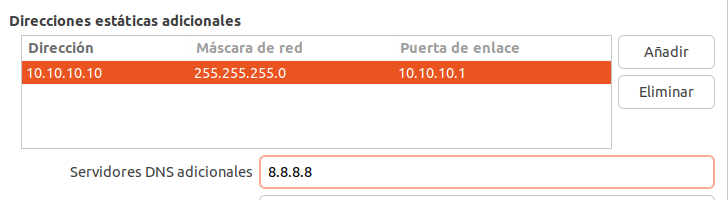 Direcciones estáticas adicionales
Dirección Máscara de red Puerta de enlace
10.10.10.10 255.255.255.0 10.10.10.1
Añadir
Eliminar
Servidores DNS adicionales 8.8.8.8